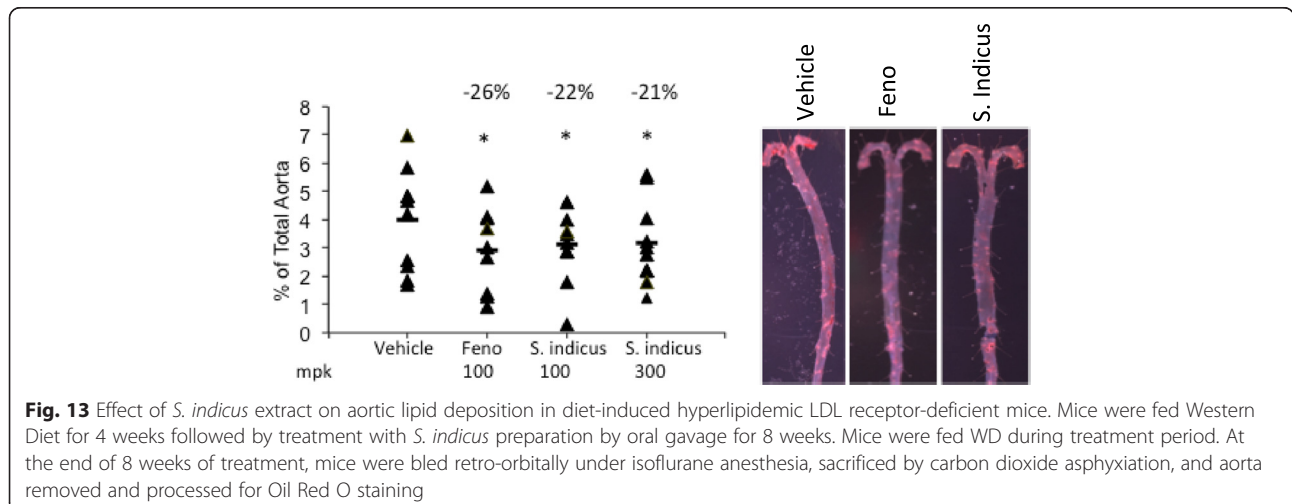 -26% -22% -21%
8
7 * * *
6
5
4
3
2
1
0
% of Total Aorta
Vehicle Feno S. indicus S. indicus
mpk 100 100 300
Vehicle
Feno
S. Indicus
Fig. 13 Effect of S. indicus extract on aortic lipid deposition in diet-induced hyperlipidemic LDL receptor-deficient mice. Mice were fed Western
Diet for 4 weeks followed by treatment with S. indicus preparation by oral gavage for 8 weeks. Mice were fed WD during treatment period. At
the end of 8 weeks of treatment, mice were bled retro-orbitally under isoflurane anesthesia, sacrificed by carbon dioxide asphyxiation, and aorta
removed and processed for Oil Red O staining